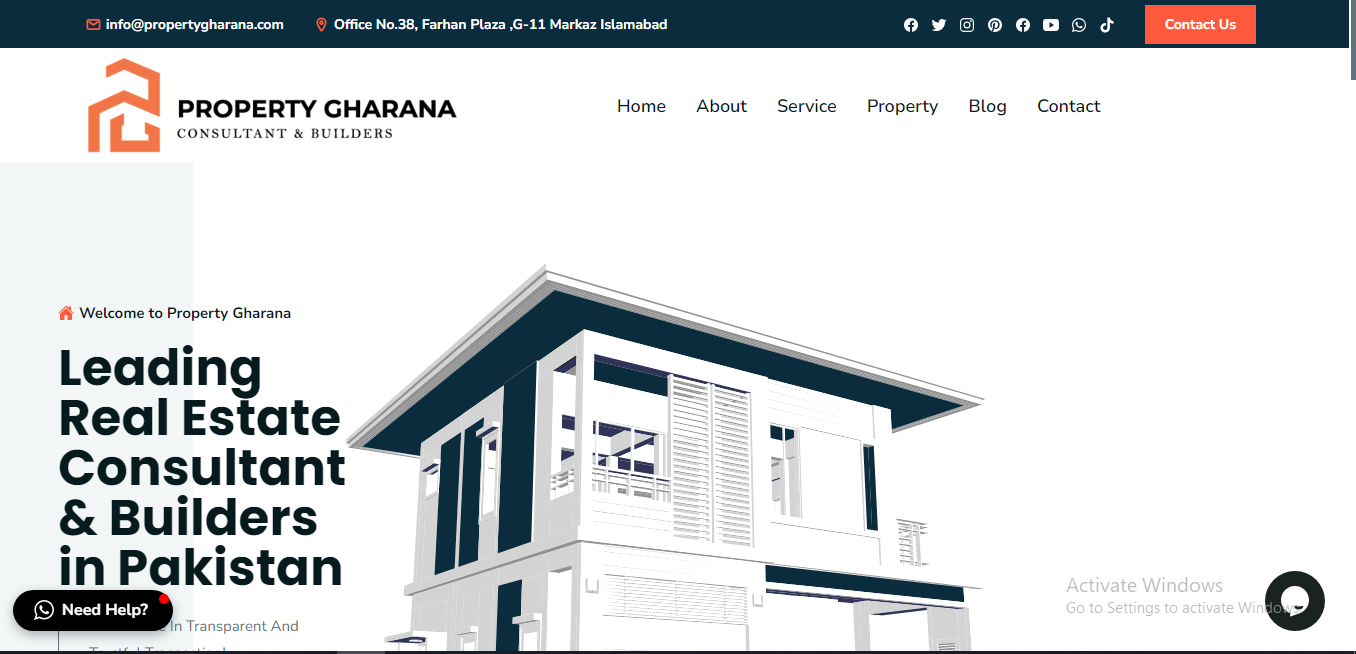 info@propertygharana.com
Office No.38, Farhan Plaza ,G-11 Markaz Islamabad
Contact Us
PROPERTY GHARANA
CONSULTANT & BUILDERS
Home About Service Property Blog Contact
Welcome to Property Gharana
Leading
Real Estate
Consultant
& Builders
in Pakistan
Need Help?
In Transparent And
Activate Windows
Go to Settings to activate Windows